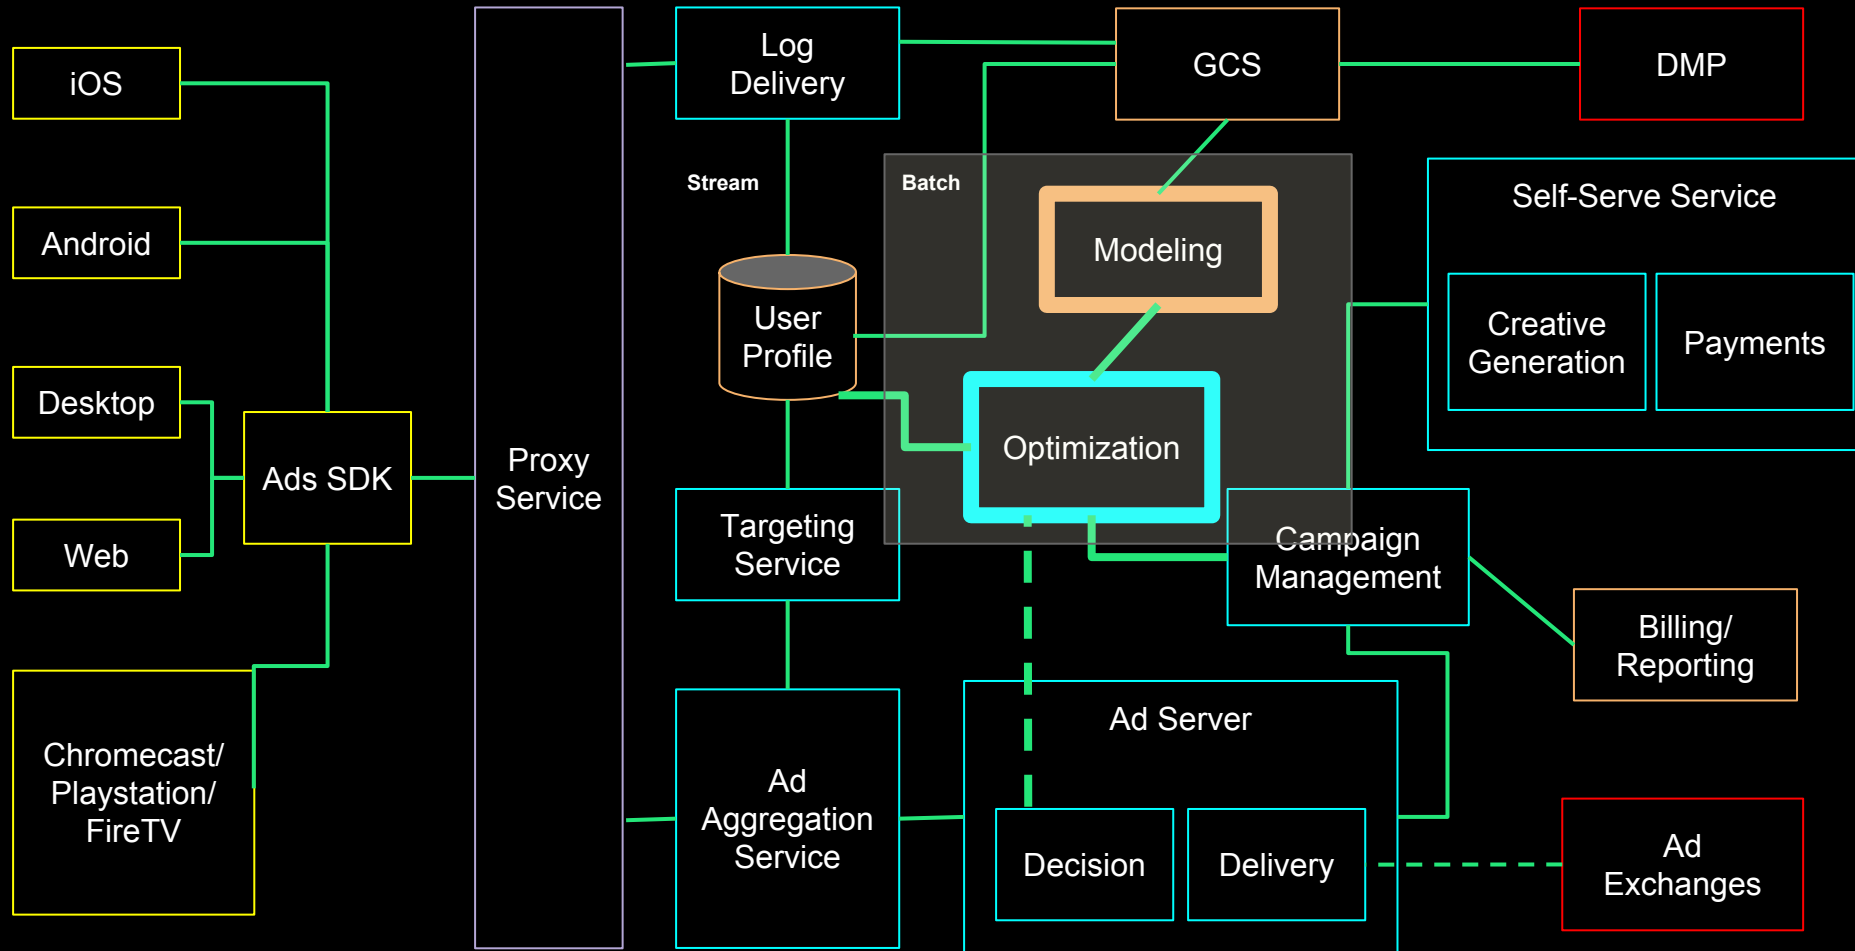 iOS
Android
Desktop
Web
Chromecast/
Playstation/
FireTV
Ads SDK
Proxy
Service
Log
Delivery
Stream
User
Profile
Targeting
Service
Ad
Aggregation
Service
GCS
DMP
Batch
Modeling
Optimization
Self-Serve Service
Creative
Generation
Payments
Campaign
Management
Billing/
Reporting
Ad Server
Decision
Delivery
Ad
Exchanges